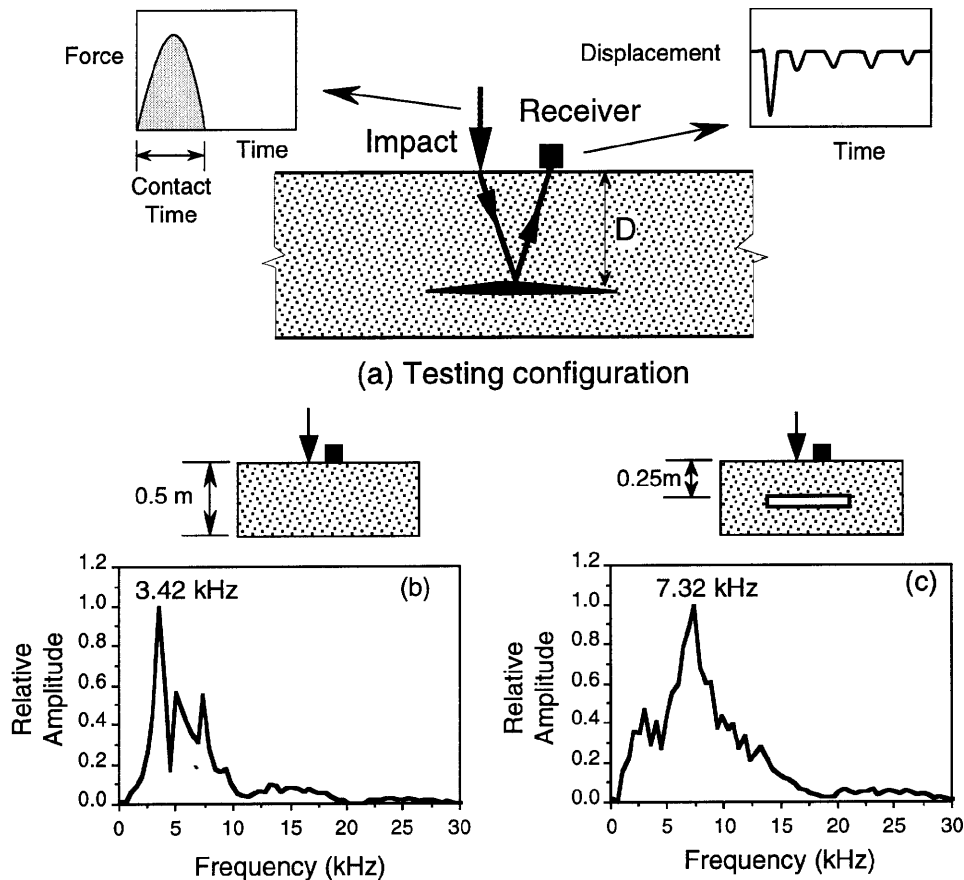 Force
Time
Contact
Time
Impact
Receiver
Displacement
Time
D
(a) Testing configuration
0.5 m
0.25m
(b)
3.42 kHz
Relative
Amplitude
1.2
1.0
0.8
0.6
0.4
0.2
0.0
0 5 10 15 20 25 30
Frequency (kHz)
(c)
7.32 kHz
Relative
Amplitude
1.2
1.0
0.8
0.6
0.4
0.2
0.0
0 5 10 15 20 25 30
Frequency (kHz)